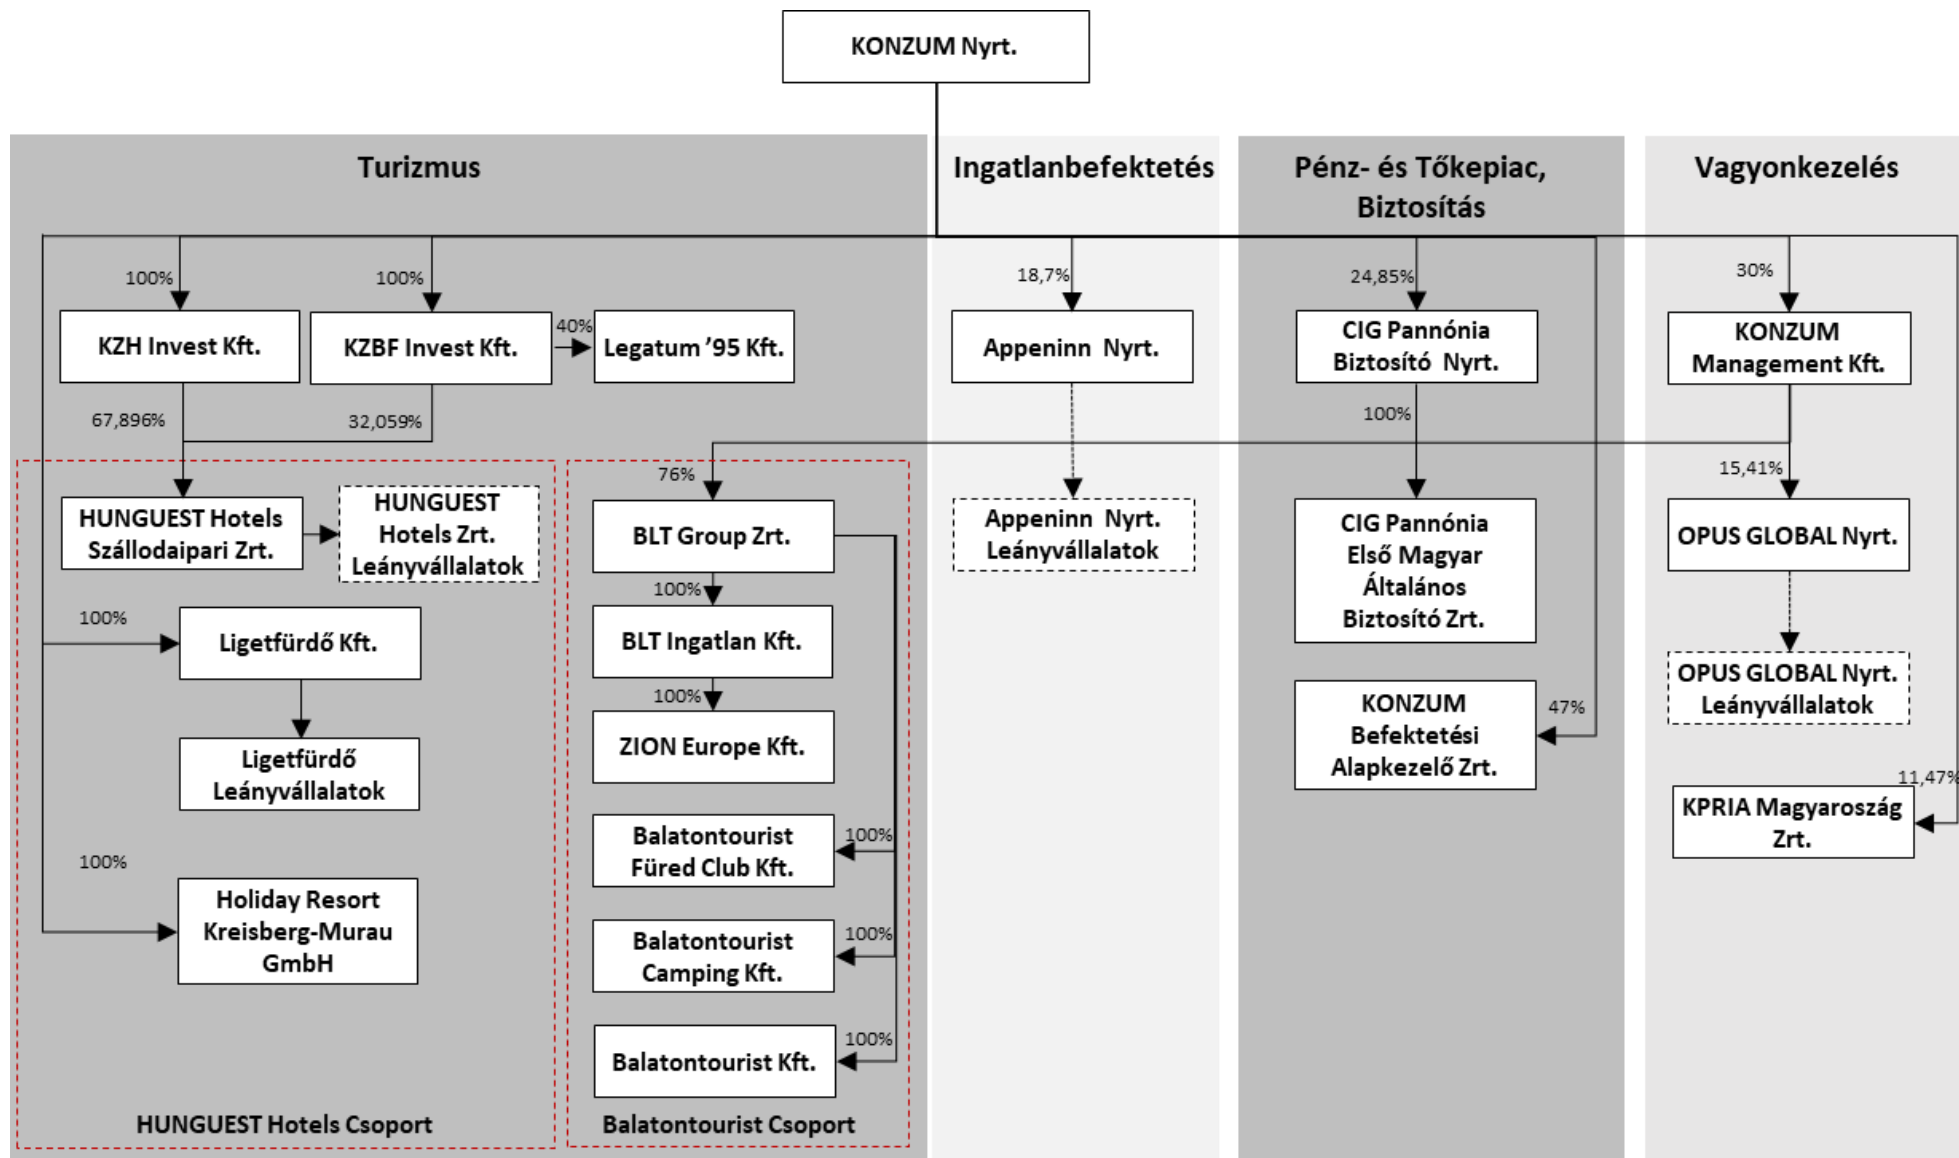 KONZUM Nyrt.
Turizmus
Ingatlanbefektetés
Pénz- és Tőkepiac,
Biztosítás
Vagyonkezelés
100%
100%
18,7%
24,85%
30%
KZH Invest Kft.
KZBF Invest Kft.
40%
Legatum ’95 Kft.
Appeninn Nyrt.
CIG Pannónia
Biztosító Nyrt.
KONZUM
Management Kft.
67,896%
32,059%
100%
76%
15,41%
HUNGUEST Hotels
Szállodaipari Zrt.
HUNGUEST
Hotels Zrt.
Leányvállalatok
BLT Group Zrt.
Appeninn Nyrt.
Leányvállalatok
CIG Pannónia
Első Magyar
Általános
Biztosító Zrt.
OPUS GLOBAL Nyrt.
100%
100%
Ligetfürdő Kft.
BLT Ingatlan Kft.
100%
OPUS GLOBAL Nyrt.
Leányvállalatok
KONZUM
Befektetési
Alapkezelő Zrt.
47%
Ligetfürdő
Leányvállalatok
ZION Europe Kft.
11,47%
KPRIA Magyaroszág
Zrt.
Balatontourist
Füred Club Kft.
100%
100%
Holiday Resort
Kreisberg-Murau
GmbH
Balatontourist
Camping Kft.
100%
Balatontourist Kft.
100%
HUNGUEST Hotels Csoport
Balatontourist Csoport